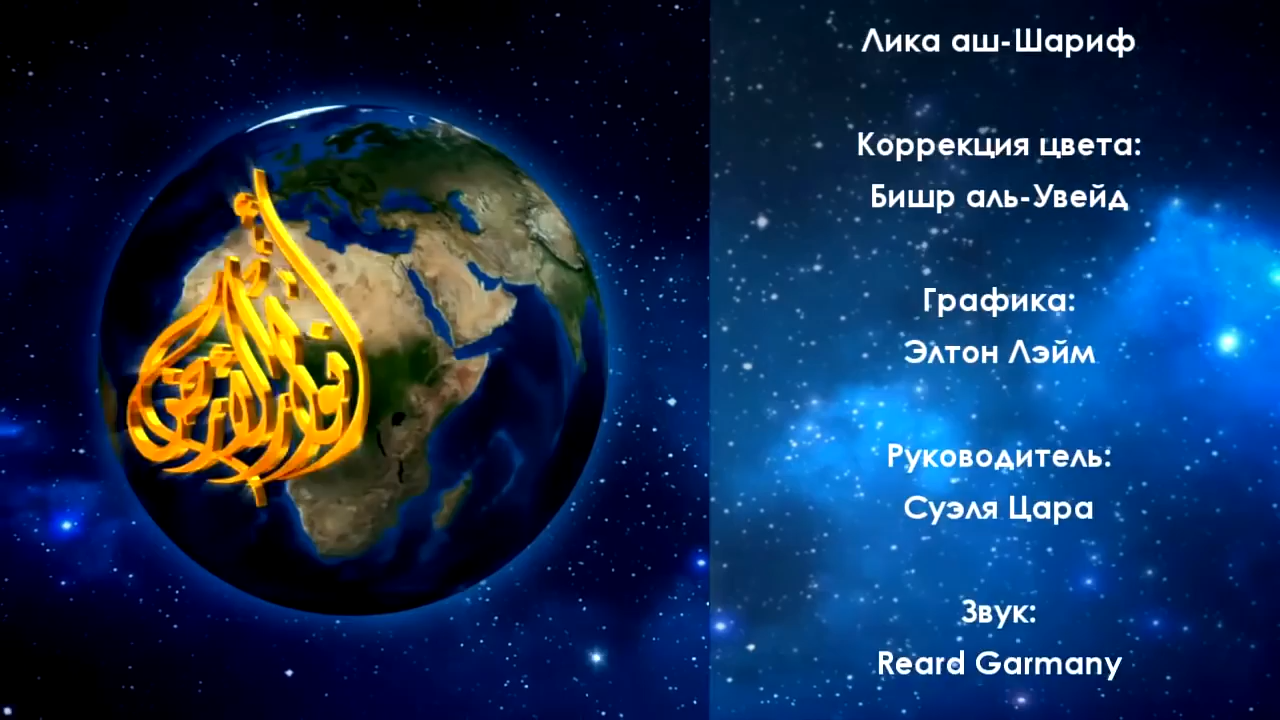 Лика аш-Шариф
Коррекция цвета:
Бишр аль-Увейд
Графика:
Элтон Лэйм
Руководитель:
Суэля Цара
Звук:
Reard Garmany